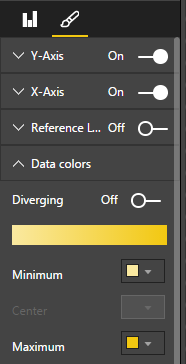 Y-Axis On
X-Axis On
Reference L... Off
Data colors
Diverging Off
Minimum
Center
Maximum